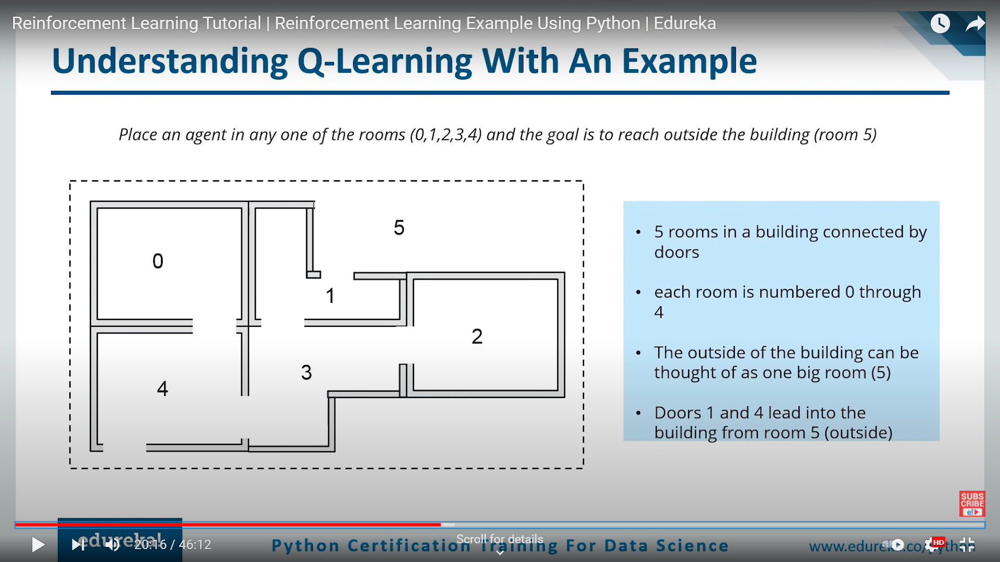 Reinforcement Learning Tutorial | Reinforcement Learning Example Using Python | Edureka
Understanding Q-Learning With An Example
Place an agent in any one of the rooms (0,1,2,3,4) and the goal is to reach outside the building (room 5)
5
0
1
2
3
4
• 5 rooms in a building connected by
doors
• each room is numbered 0 through
4
• The outside of the building can be
thought of as one big room (5)
• Doors 1 and 4 lead into the
building from room 5 (outside)
SUBS
CRIBE
e!
edureka!
20:16 / 46:12
Scroll for details
Python Certification Training For Data Science
www.edureka.co/python
HD